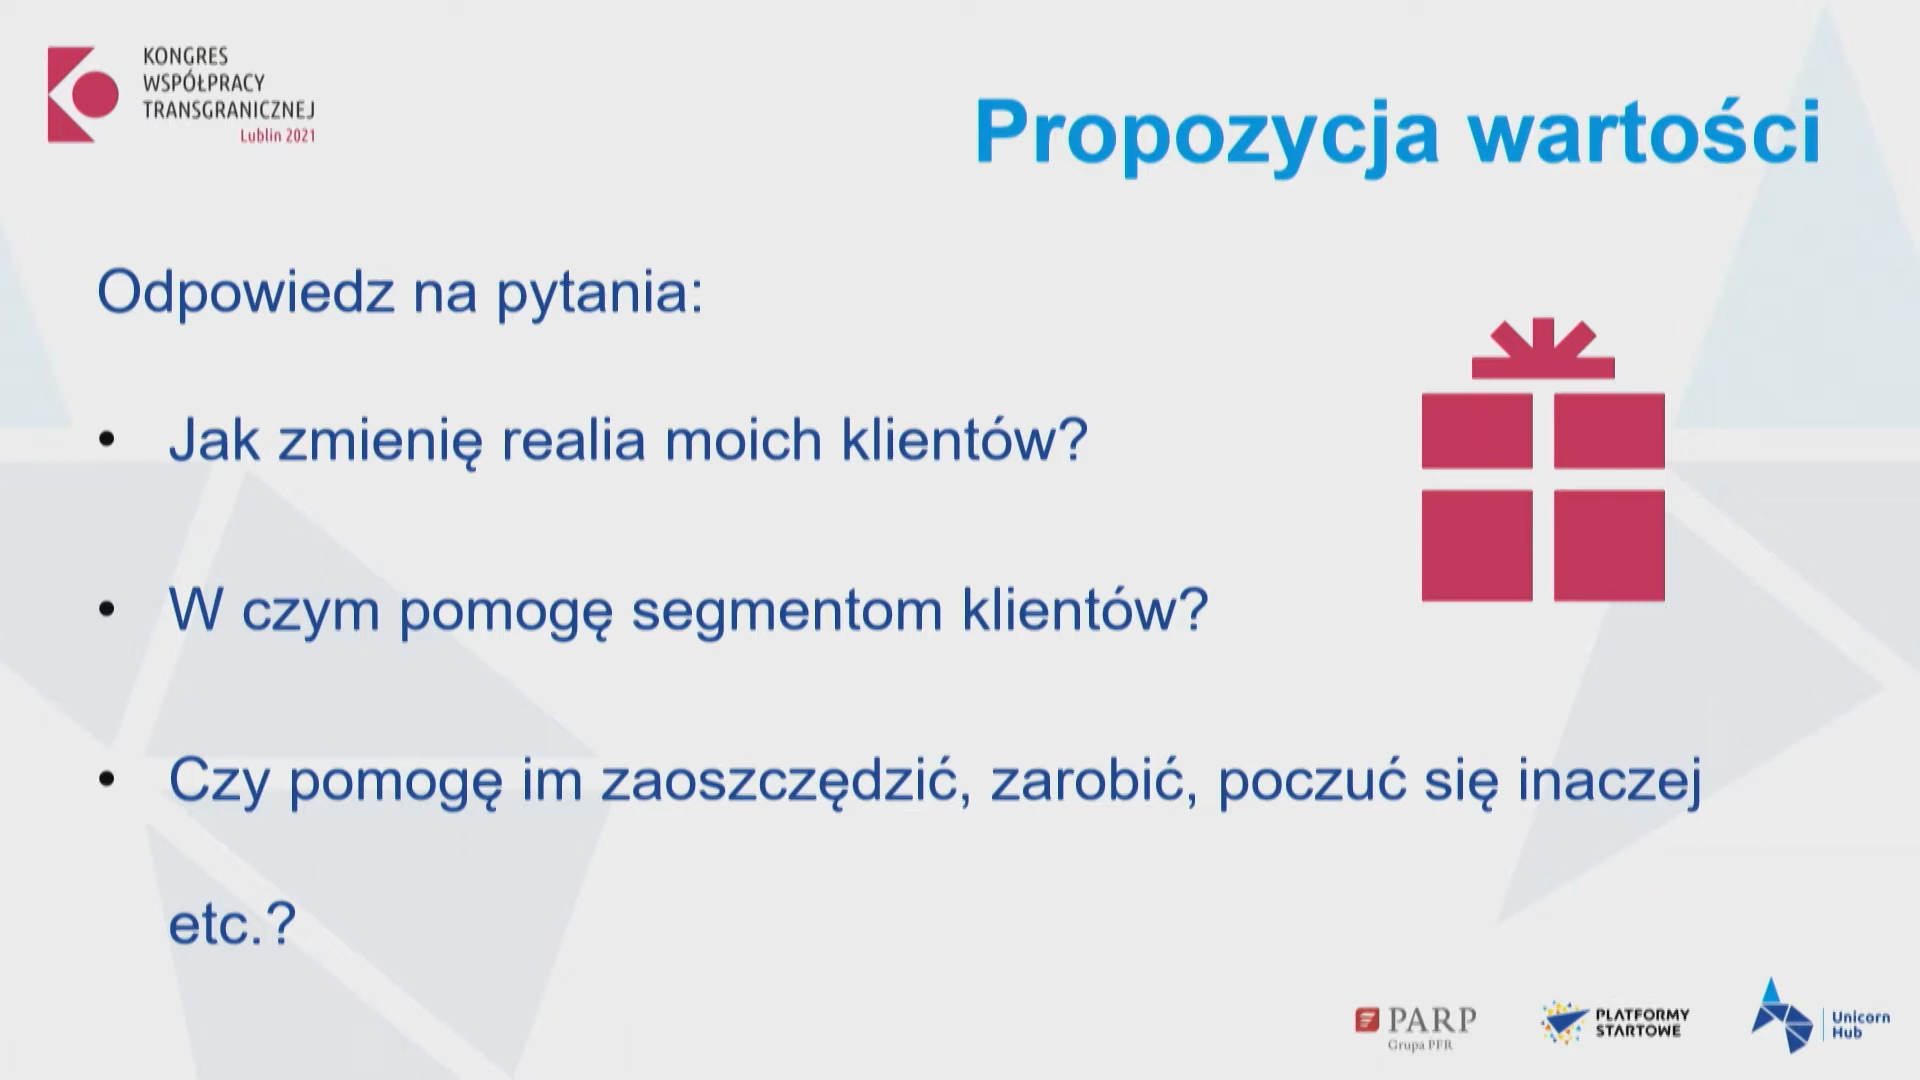 KONGRES
WSPÓŁPRACY
TRANSGRANICZNEJ
Lublin 2021
Propozycja wartości
Odpowiedz na pytania:
• Jak zmienię realia moich klientów?
• W czym pomogę segmentom klientów?
• Czy pomogę im zaoszczędzić, zarobić, poczuć się inaczej
etc.?
PARP
Grupa PFR
PLATFORMY
STARTOWE
Unicorn
Hub